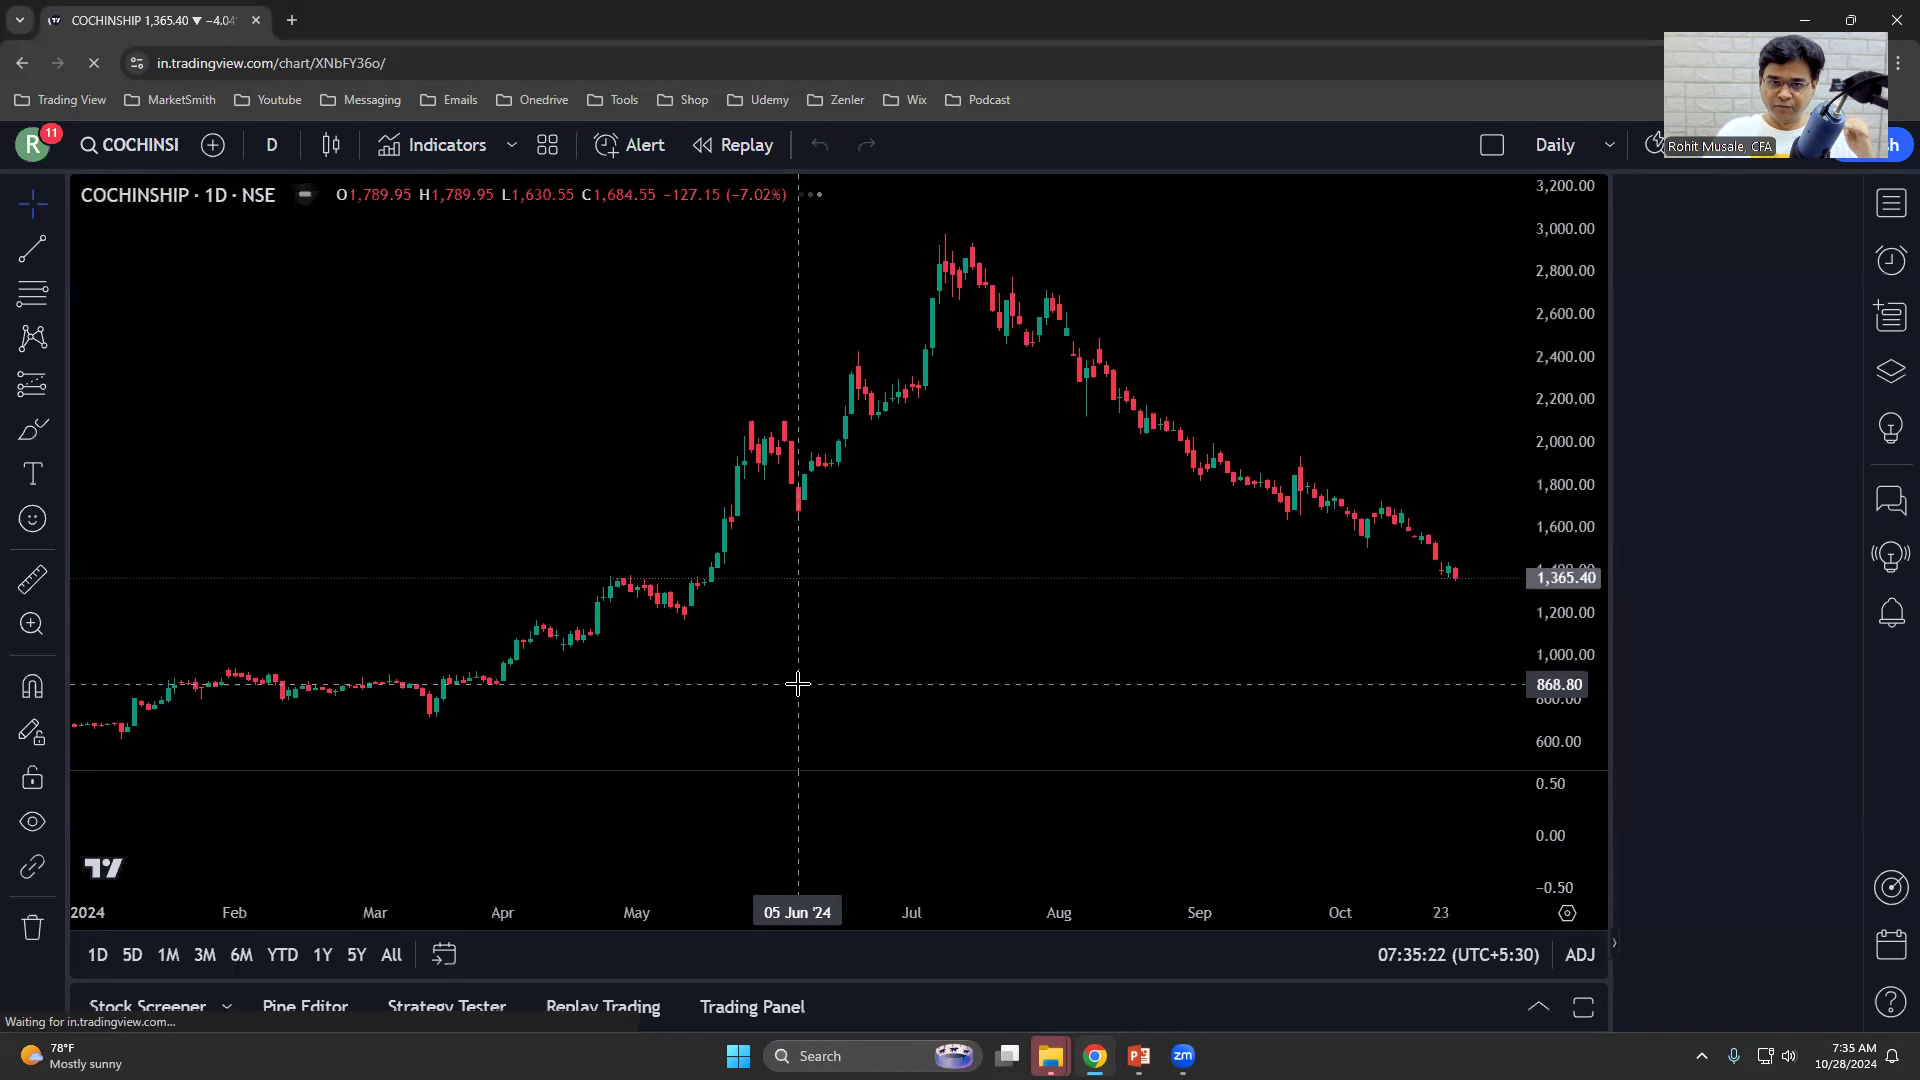 COCHINSHIP 1,365.40 ▼ −4.04
in.tradingview.com/chart/XNbFY36o/
Trading View MarketSmith Youtube Messaging Emails Onedrive Tools Shop Udemy Zenler Wix Podcast
Rohit Musale, CFA
R 11 COCHINSI D Indicators Alert Replay Daily sh
COCHINSHIP · 1D · NSE O1,789.95 H1,789.95 L1,630.55 C1,684.55 −127.15 (−7.02%)
3,200.00
3,000.00
2,800.00
2,600.00
2,400.00
2,200.00
2,000.00
1,800.00
1,600.00
1,365.40
1,200.00
1,000.00
868.80
800.00
600.00
0.50
0.00
−0.50
2024 Feb Mar Apr May 05 Jun '24 Jul Aug Sep Oct 23
1D 5D 1M 3M 6M YTD 1Y 5Y All 07:35:22 (UTC+5:30) ADJ
Stock Screener Pine Editor Strategy Tester Replay Trading Trading Panel
Waiting for in.tradingview.com...
78°F
Mostly sunny
Search
zm
7:35 AM
10/28/2024